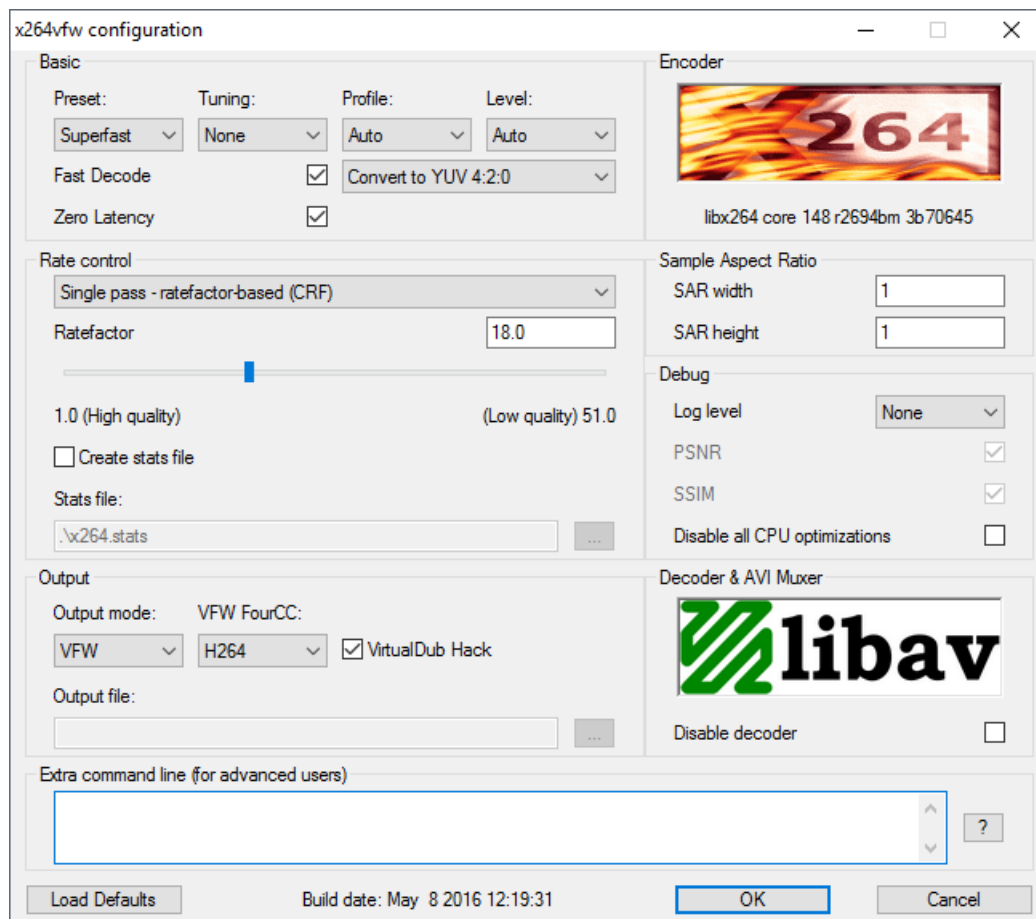 x264vfw configuration
Basic
Preset: Tuning: Profile: Level:
Superfast None Auto Auto
Fast Decode Convert to YUV 4:2:0
Zero Latency
Encoder
264
libx264 core 148 r2694bm 3b70645
Rate control
Single pass - ratefactor-based (CRF)
Ratefactor 18.0
1.0 (High quality) (Low quality) 51.0
Create stats file
Stats file:
.\x264.stats ...
Sample Aspect Ratio
SAR width 1
SAR height 1
Debug
Log level None
PSNR
SSIM
Disable all CPU optimizations
Output
Output mode: VFW FourCC:
VFW H264 VirtualDub Hack
Output file:
...
Decoder & AVI Muxer
libav
Disable decoder
Extra command line (for advanced users)
?
Load Defaults Build date: May 8 2016 12:19:31 OK Cancel